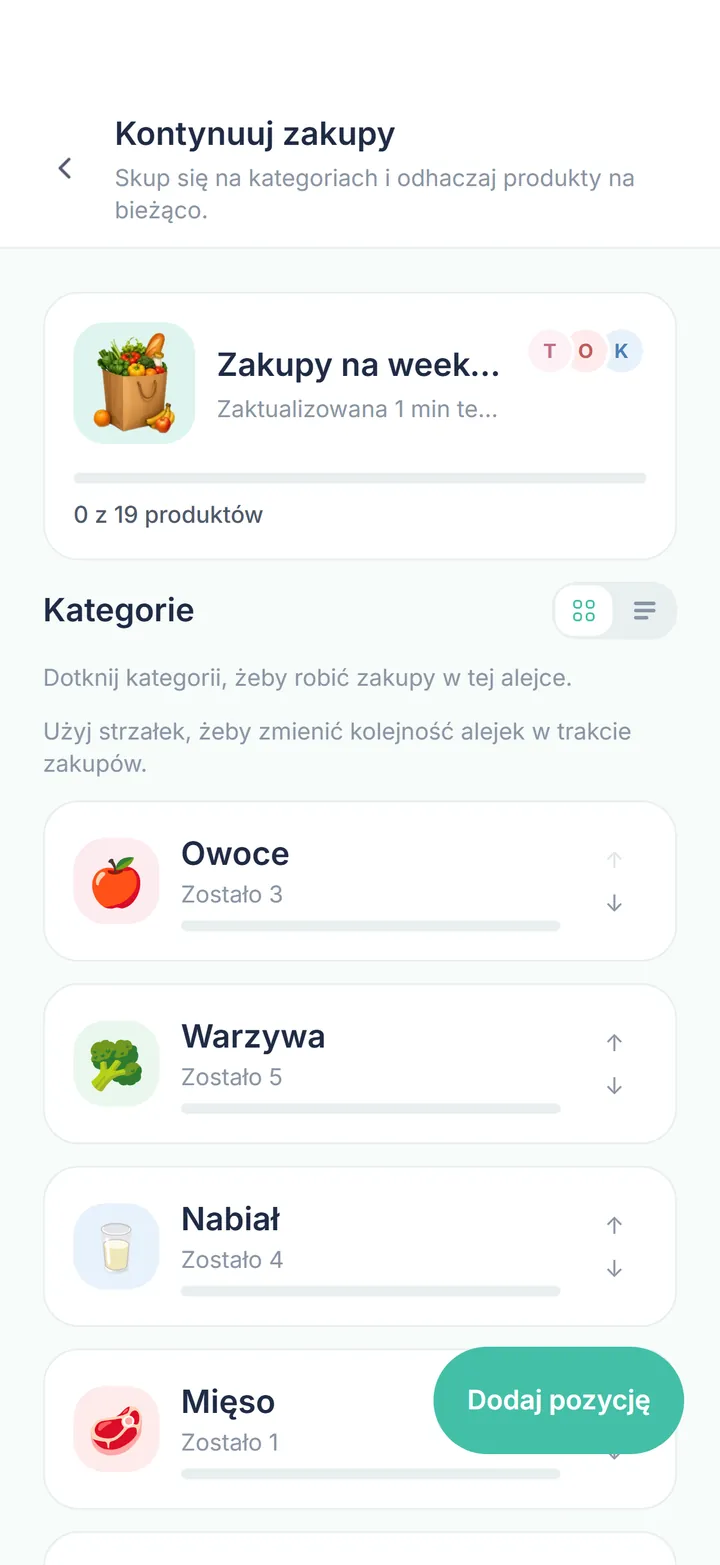 Kontynuuj zakupy
Skup się na kategoriach i odhaczaj produkty na
bieżąco.
Zakupy na week...
T O K
Zaktualizowana 1 min te...
0 z 19 produktów
Kategorie
Dotknij kategorii, żeby robić zakupy w tej alejce.
Użyj strzałek, żeby zmienić kolejność alejek w trakcie
zakupów.
Owoce
Zostało 3
Warzywa
Zostało 5
Nabiał
Zostało 4
Mięso
Zostało 1
Dodaj pozycję